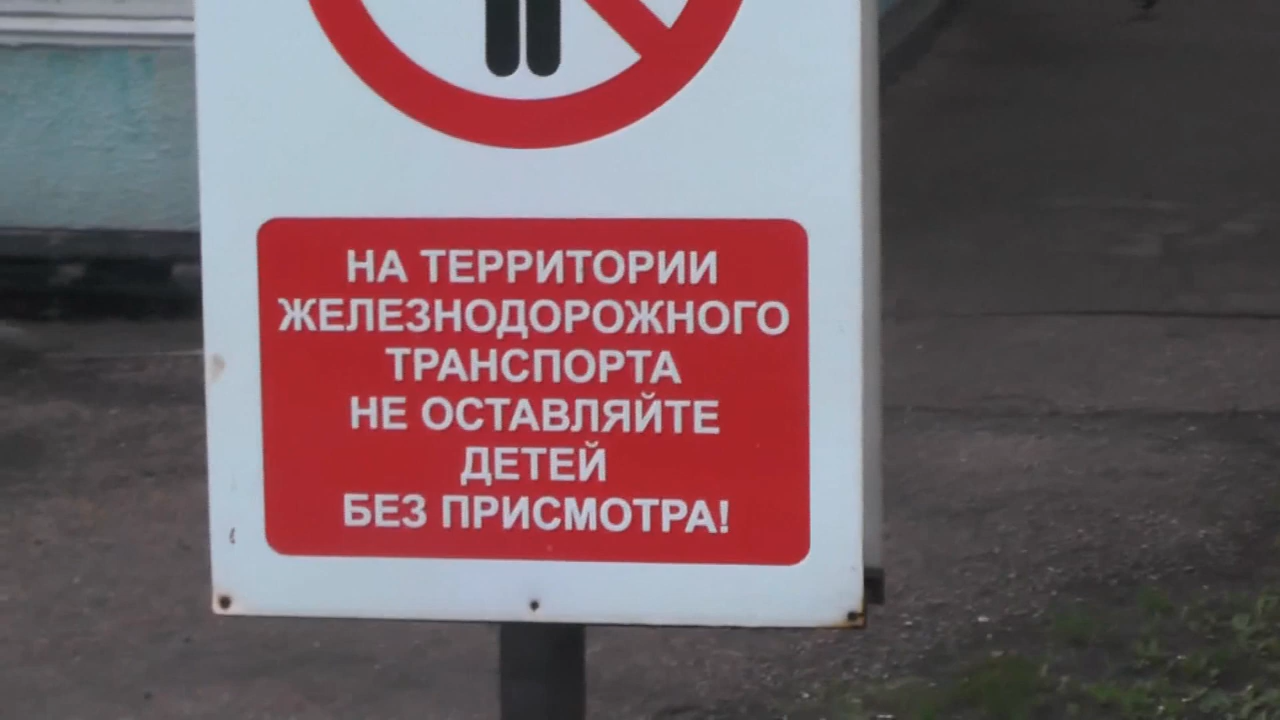 НА ТЕРРИТОРИИ
ЖЕЛЕЗНОДОРОЖНОГО
ТРАНСПОРТА
НЕ ОСТАВЛЯЙТЕ
ДЕТЕЙ
БЕЗ ПРИСМОТРА!